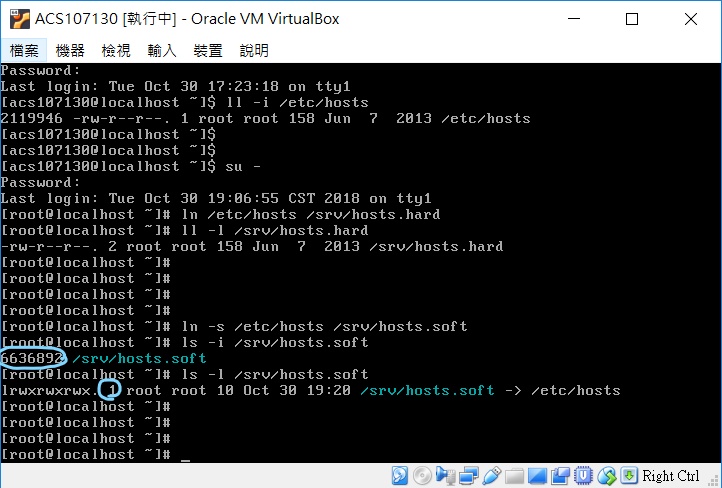 ACS107130 [執行中] - Oracle VM VirtualBox
檔案 機器 檢視 輸入 裝置 說明
Password:
Last login: Tue Oct 30 17:23:18 on tty1
[acs107130@localhost ~]$ ll -i /etc/hosts
2119946 -rw-r--r--. 1 root root 158 Jun  7  2013 /etc/hosts
[acs107130@localhost ~]$
[acs107130@localhost ~]$
[acs107130@localhost ~]$ su -
Password:
Last login: Tue Oct 30 19:06:55 CST 2018 on tty1
[root@localhost ~]# ln /etc/hosts /srv/hosts.hard
[root@localhost ~]# ll -l /srv/hosts.hard
-rw-r--r--. 2 root root 158 Jun  7  2013 /srv/hosts.hard
[root@localhost ~]#
[root@localhost ~]#
[root@localhost ~]#
[root@localhost ~]# ln -s /etc/hosts /srv/hosts.soft
[root@localhost ~]# ls -i /srv/hosts.soft
6636892 /srv/hosts.soft
[root@localhost ~]# ls -l /srv/hosts.soft
lrwxrwxrwx. 1 root root 10 Oct 30 19:20 /srv/hosts.soft -> /etc/hosts
[root@localhost ~]#
[root@localhost ~]#
[root@localhost ~]#
[root@localhost ~]# _
Right Ctrl